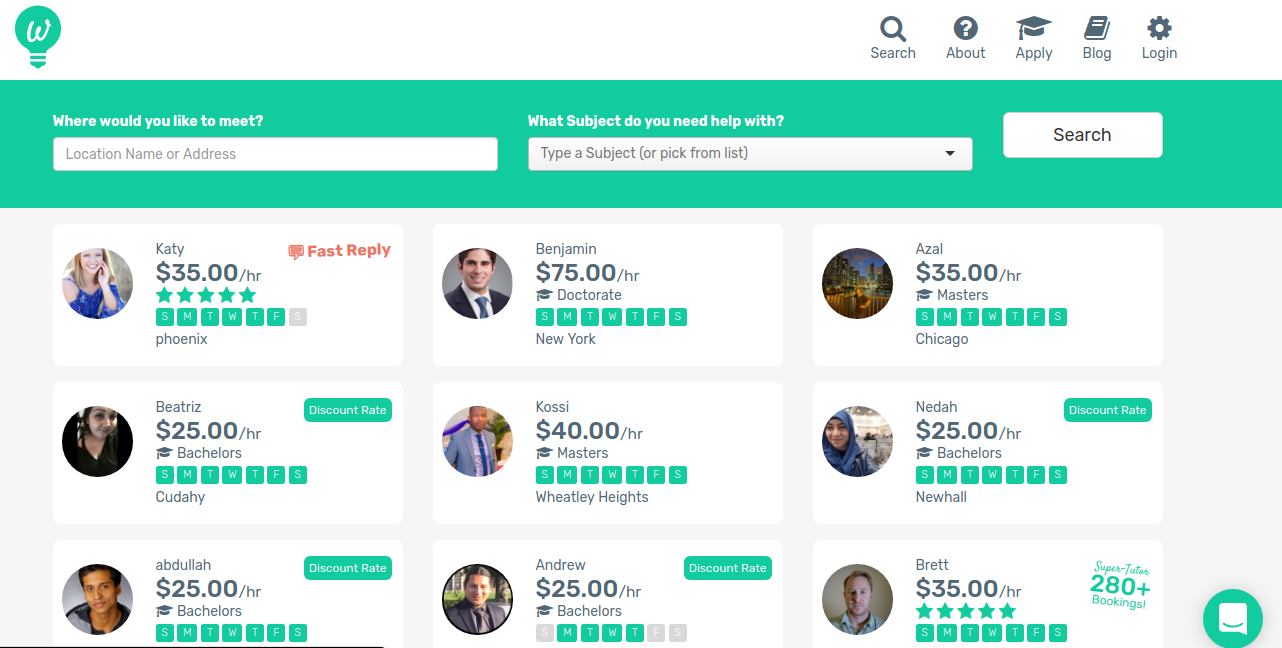 w
Search
About
Apply
Blog
Login
Where would you like to meet?
Location Name or Address
What Subject do you need help with?
Type a Subject (or pick from list)
Search
Katy
Fast Reply
$35.00/hr
S M T W T F S
phoenix
Benjamin
$75.00/hr
Doctorate
S M T W T F S
New York
Azal
$35.00/hr
Masters
S M T W T F S
Chicago
Beatriz
Discount Rate
$25.00/hr
Bachelors
S M T W T F S
Cudahy
Kossi
$40.00/hr
Masters
S M T W T F S
Wheatley Heights
Nedah
Discount Rate
$25.00/hr
Bachelors
S M T W T F S
Newhall
abdullah
Discount Rate
$25.00/hr
Bachelors
S M T W T F S
Andrew
Discount Rate
$25.00/hr
Bachelors
S M T W T F S
Brett
$35.00/hr
S M T W T F S
Super-Tutor
280+
Bookings!